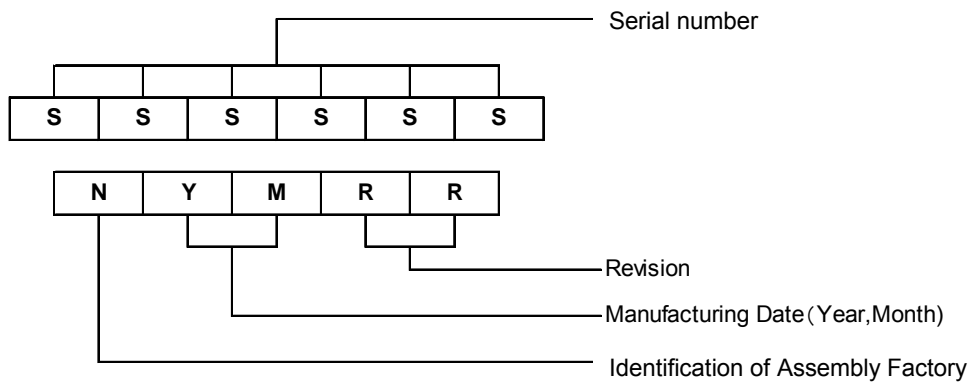 Serial number
S S S S S S
N Y M R R
Revision
Manufacturing Date(Year,Month)
Identification of Assembly Factory